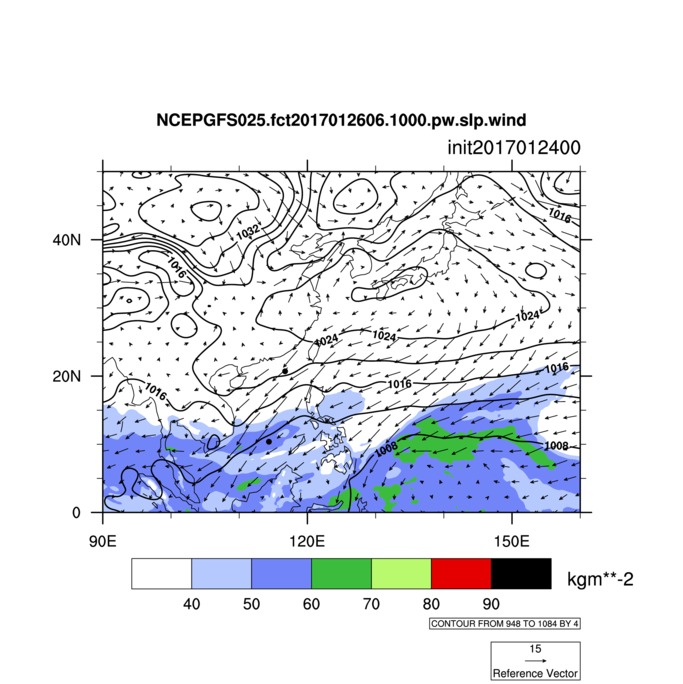 NCEPGFS025.fct2017012606.1000.pw.slp.wind
init2017012400
1032
1016
1016
40N
1024
1024
1024
20N
1016
1016
1016
1008
1008
0
90E 120E 150E
40 50 60 70 80 90
kgm**-2
CONTOUR FROM 948 TO 1084 BY 4
15
Reference Vector